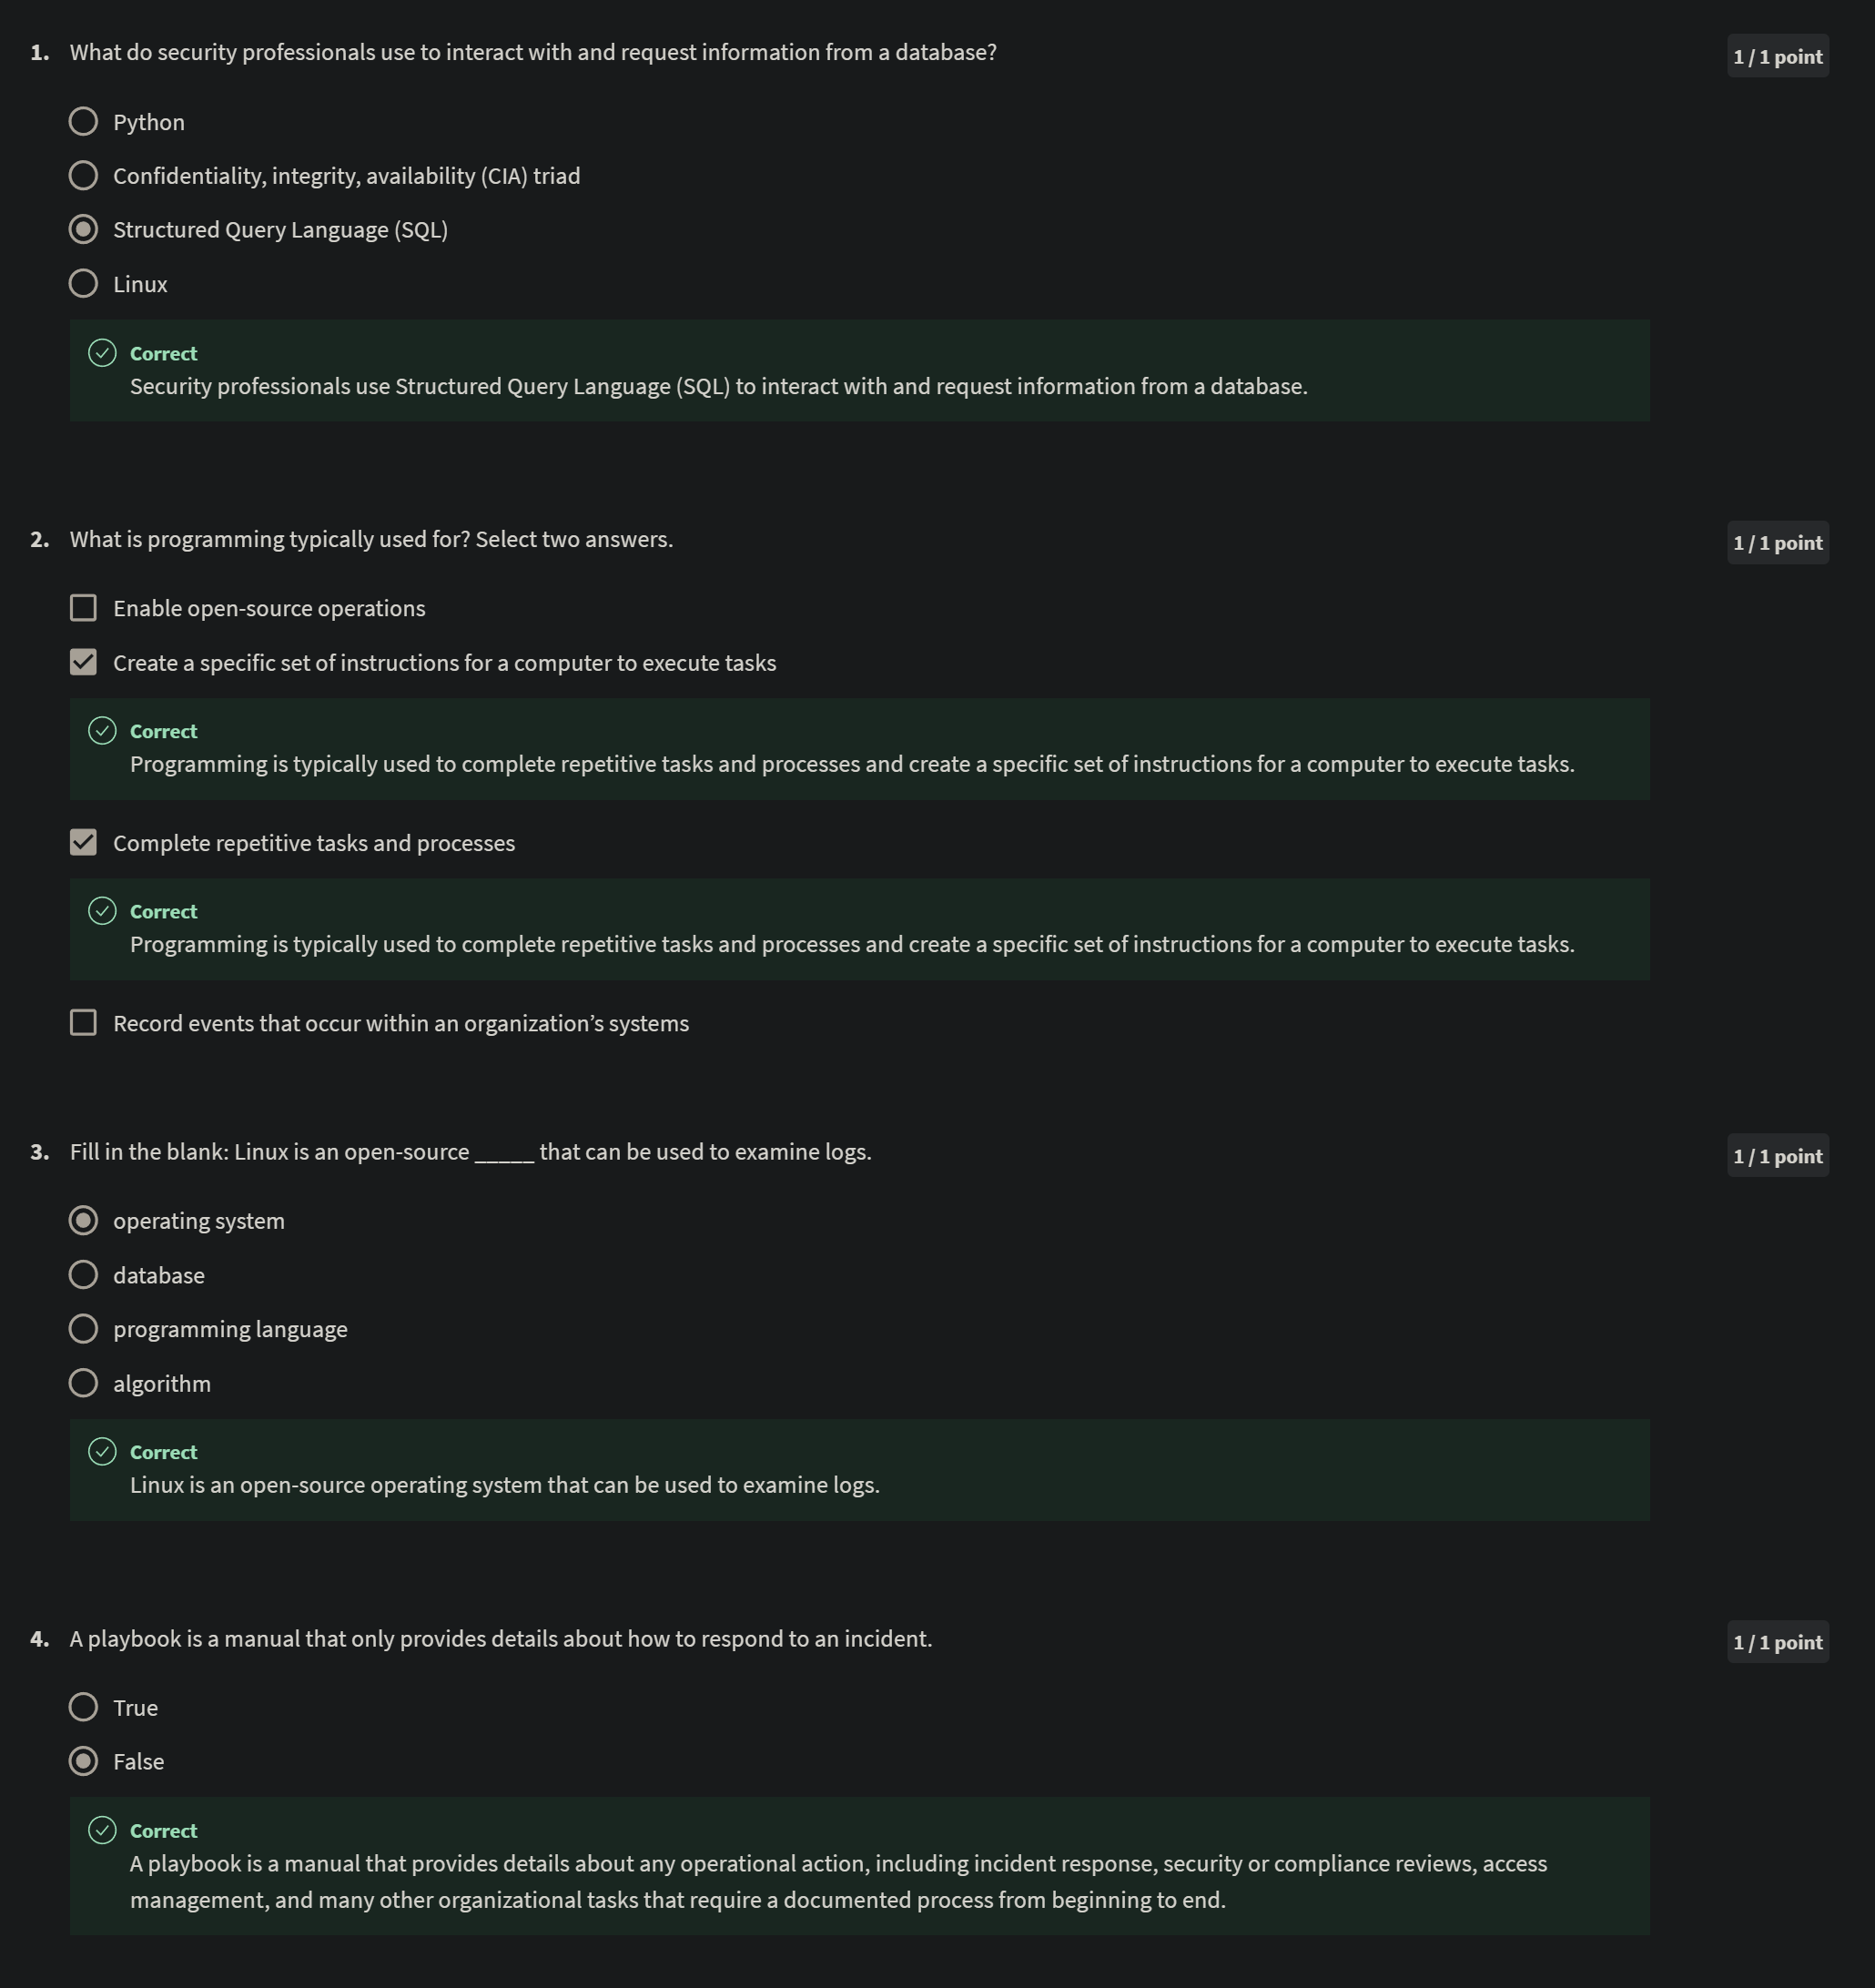 1. What do security professionals use to interact with and request information from a database?
1 / 1 point
Python
Confidentiality, integrity, availability (CIA) triad
Structured Query Language (SQL)
Linux
Correct
Security professionals use Structured Query Language (SQL) to interact with and request information from a database.
2. What is programming typically used for? Select two answers.
1 / 1 point
Enable open-source operations
Create a specific set of instructions for a computer to execute tasks
Correct
Programming is typically used to complete repetitive tasks and processes and create a specific set of instructions for a computer to execute tasks.
Complete repetitive tasks and processes
Correct
Programming is typically used to complete repetitive tasks and processes and create a specific set of instructions for a computer to execute tasks.
Record events that occur within an organization’s systems
3. Fill in the blank: Linux is an open-source _____ that can be used to examine logs.
1 / 1 point
operating system
database
programming language
algorithm
Correct
Linux is an open-source operating system that can be used to examine logs.
4. A playbook is a manual that only provides details about how to respond to an incident.
1 / 1 point
True
False
Correct
A playbook is a manual that provides details about any operational action, including incident response, security or compliance reviews, access
management, and many other organizational tasks that require a documented process from beginning to end.